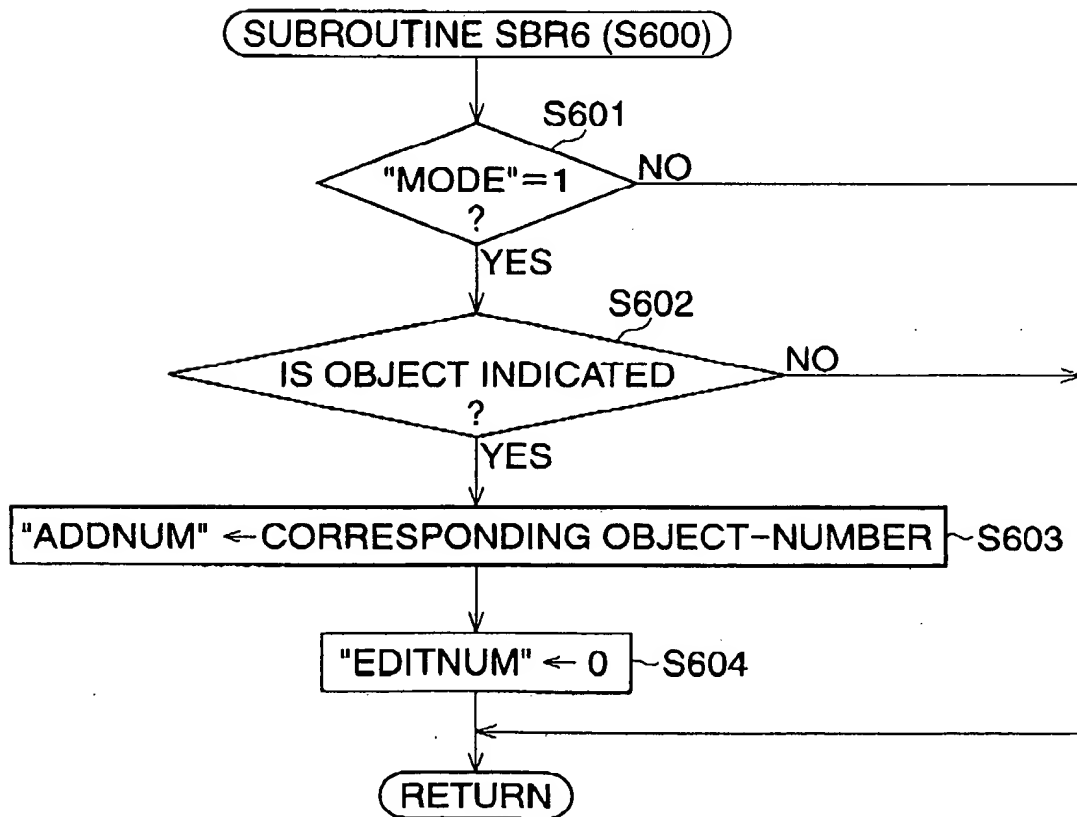 SUBROUTINE SBR6 (S600)
S601
"MODE"=1
?
NO
YES
S602
IS OBJECT INDICATED
?
NO
YES
"ADDNUM" ← CORRESPONDING OBJECT-NUMBER
S603
"EDITNUM" ← 0
S604
RETURN